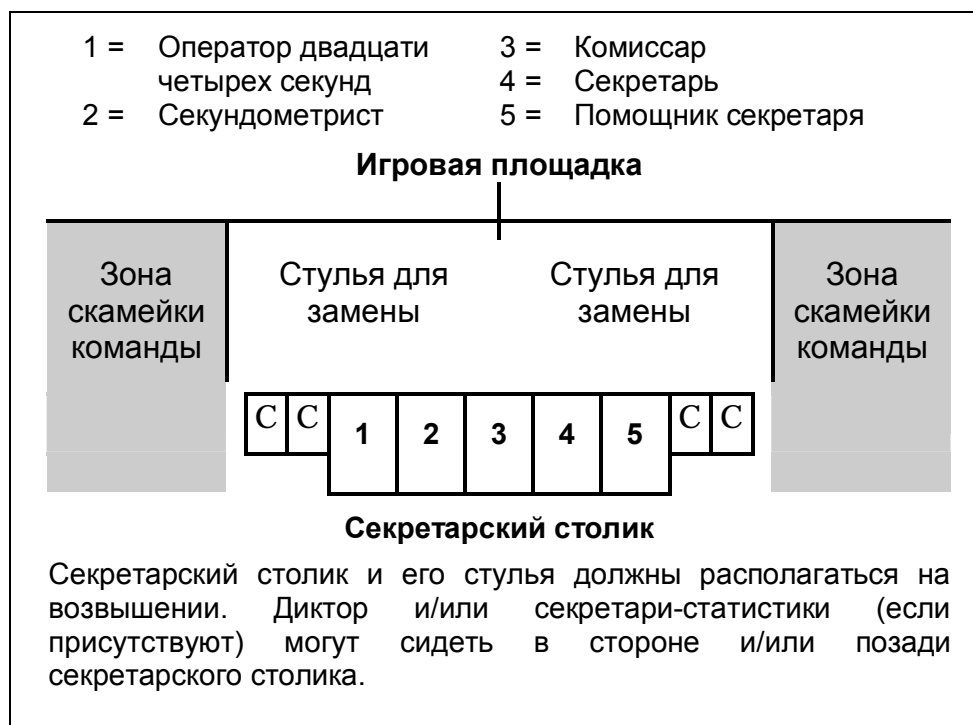 1 = Оператор двадцати четырех секунд
2 = Секундометрист
3 = Комиссар
4 = Секретарь
5 = Помощник секретаря
Игровая площадка
Зона
скамейки
команды
Стулья для
замены
Стулья для
замены
Зона
скамейки
команды
С С 1 2 3 4 5 С С
Секретарский столик
Секретарский столик и его стулья должны располагаться на
возвышении. Диктор и/или секретари-статистики (если
присутствуют) могут сидеть в стороне и/или позади
секретарского столика.